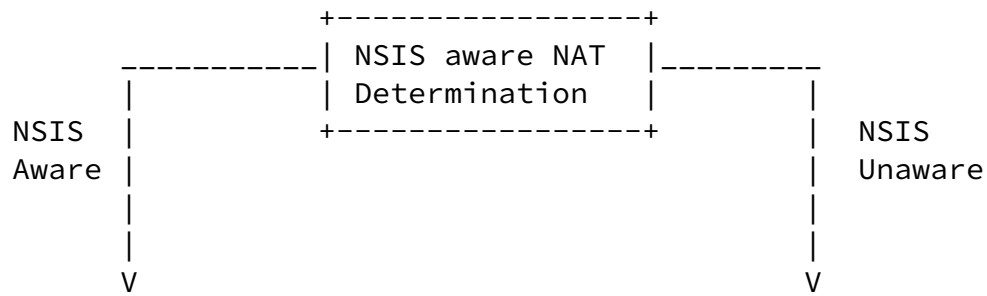 NSIS aware NAT
Determination
NSIS
Aware
NSIS
Unaware
V
V